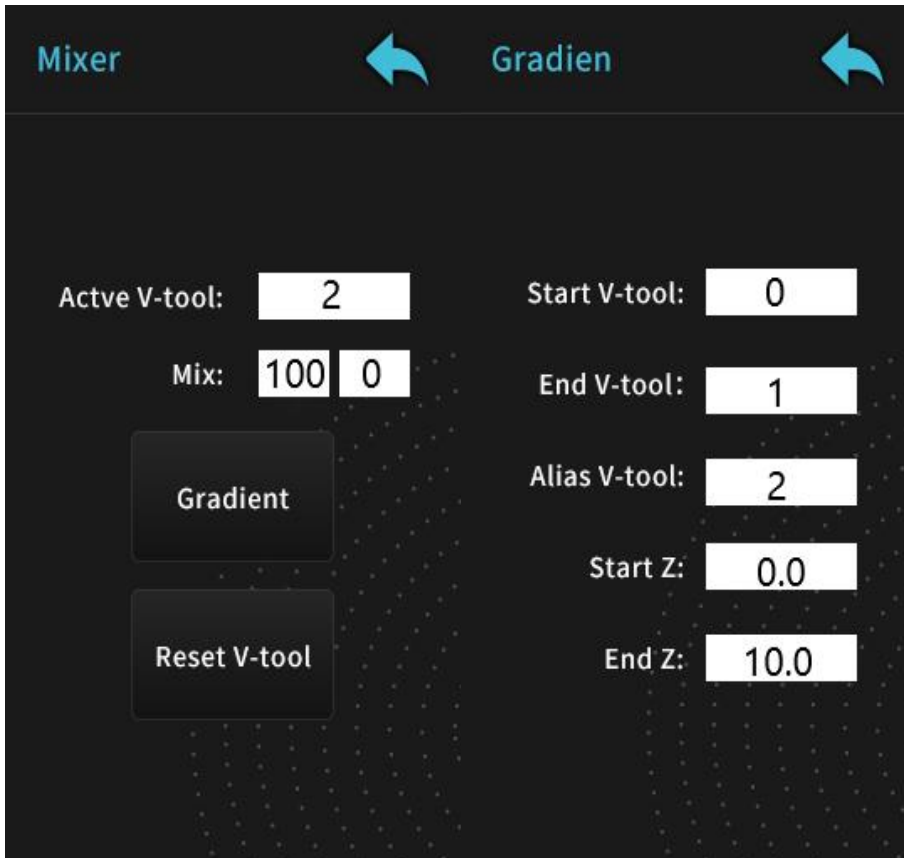 Mixer
Actve V-tool: 2
Mix: 100 0
Gradient
Reset V-tool
Gradien
Start V-tool: 0
End V-tool: 1
Alias V-tool: 2
Start Z: 0.0
End Z: 10.0